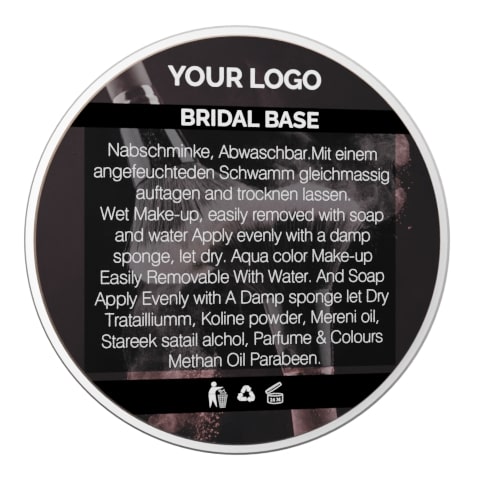 YOUR LOGO
BRIDAL BASE
Nabschminke, Abwaschbar.Mit einem
angefeuchteden Schwamm gleichmassig
auftagen and trocknen lassen.
Wet Make-up, easily removed with soap
and water Apply evenly with a damp
sponge, let dry. Aqua color Make-up
Easily Removable With Water. And Soap
Apply Evenly with A Damp sponge let Dry
Tratailliumm, Koline powder, Mereni oil,
Stareek satail alchol, Parfume & Colours
Methan Oil Parabeen.
24 M